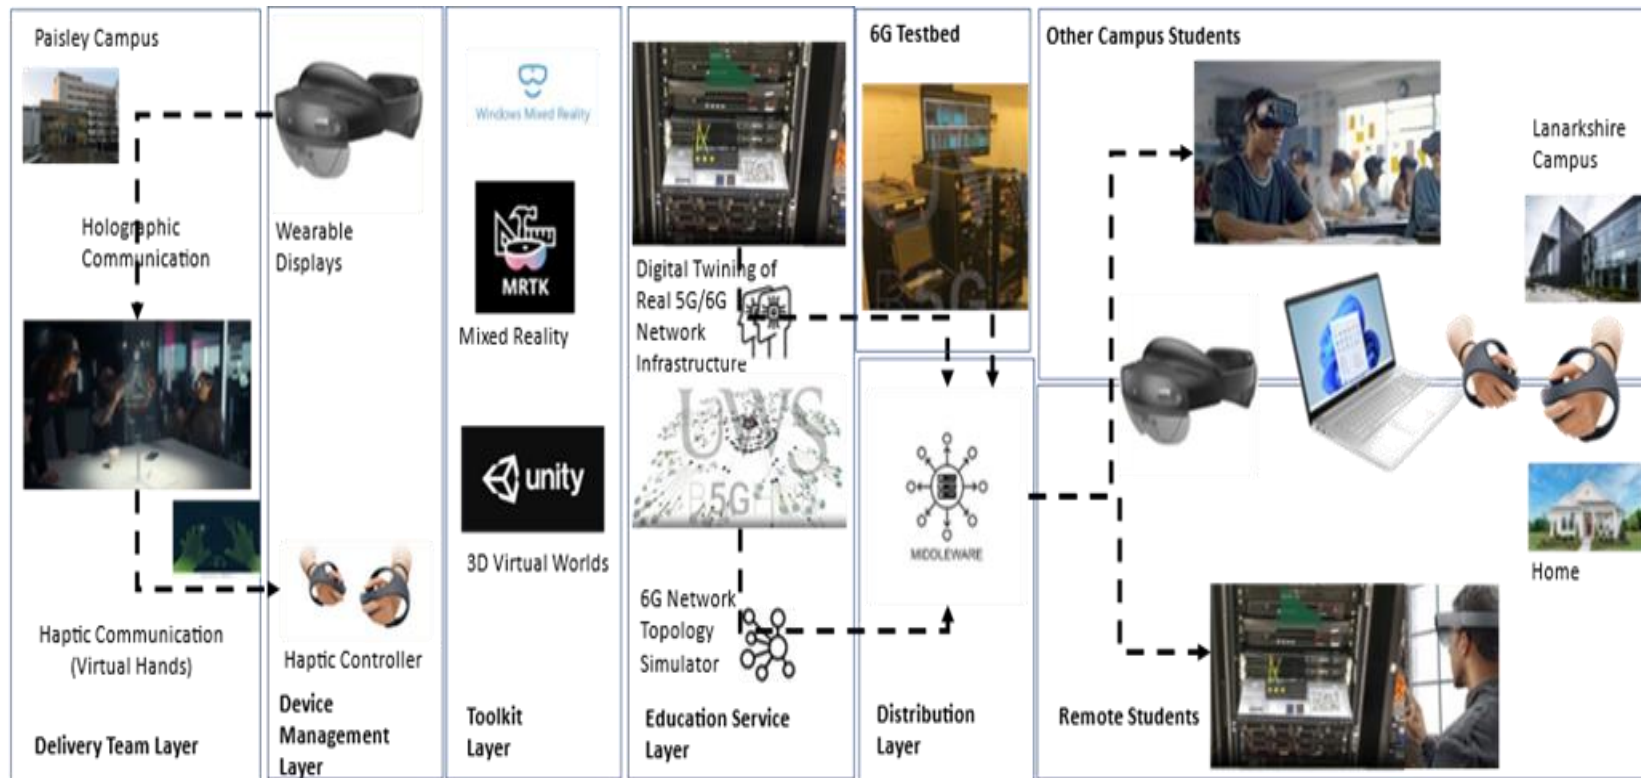 Paisley Campus
Holographic
Communication
Haptic Communication
(Virtual Hands)
Delivery Team Layer
Wearable
Displays
Haptic Controller
Device
Management
Layer
Windows Mixed Reality
MRTK
Mixed Reality
unity
3D Virtual Worlds
Toolkit
Layer
Digital Twining of
Real 5G/6G
Network
Infrastructure
UWS
B5GH
6G Network
Topology
Simulator
Education Service
Layer
6G Testbed
B5GH
MIDDLEWARE
Distribution
Layer
Other Campus Students
Lanarkshire
Campus
Home
Remote Students